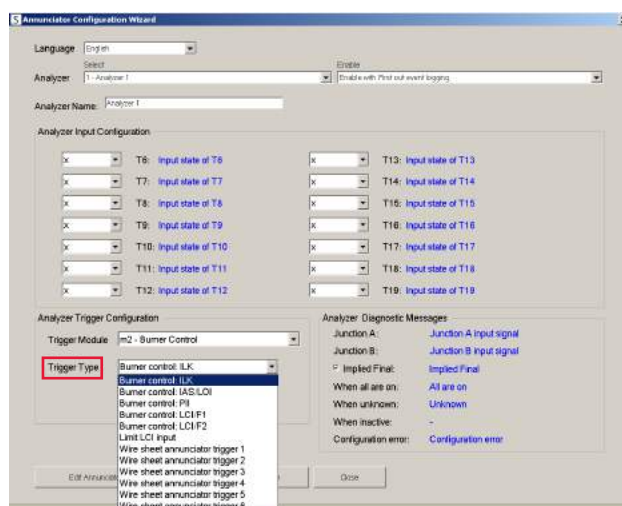 Annunciator Configuration Wizard
Language English
Select Enable
Analyzer 1 - Analyzer 1 Enable with First out event logging
Analyzer Name: Analyzer 1
Analyzer Input Configuration
x T6: Input state of T6 x T13: Input state of T13
x T7: Input state of T7 x T14: Input state of T14
x T8: Input state of T8 x T15: Input state of T15
x T9: Input state of T9 x T16: Input state of T16
x T10: Input state of T10 x T17: Input state of T17
x T11: Input state of T11 x T18: Input state of T18
x T12: Input state of T12 x T19: Input state of T19
Analyzer Trigger Configuration Analyzer Diagnostic Messages
Trigger Module m2 - Burner Control Junction A: Junction A input signal
Junction B: Junction B input signal
Trigger Type Burner control: ILK Implied Final: Implied Final
Burner control: ILK
Burner control: IAS/LOI When all are on: All are on
Burner control: PII
Burner control: LCI/F1 When unknown: Unknown
Burner control: LCI/F2
Limit LCI input When inactive: -
Wire sheet annunciator trigger 1 Configuration error: Configuration error
Wire sheet annunciator trigger 2
Wire sheet annunciator trigger 3
Edit Wire sheet annunciator trigger 4 Close
Wire sheet annunciator trigger 5
Wire sheet annunciator trigger